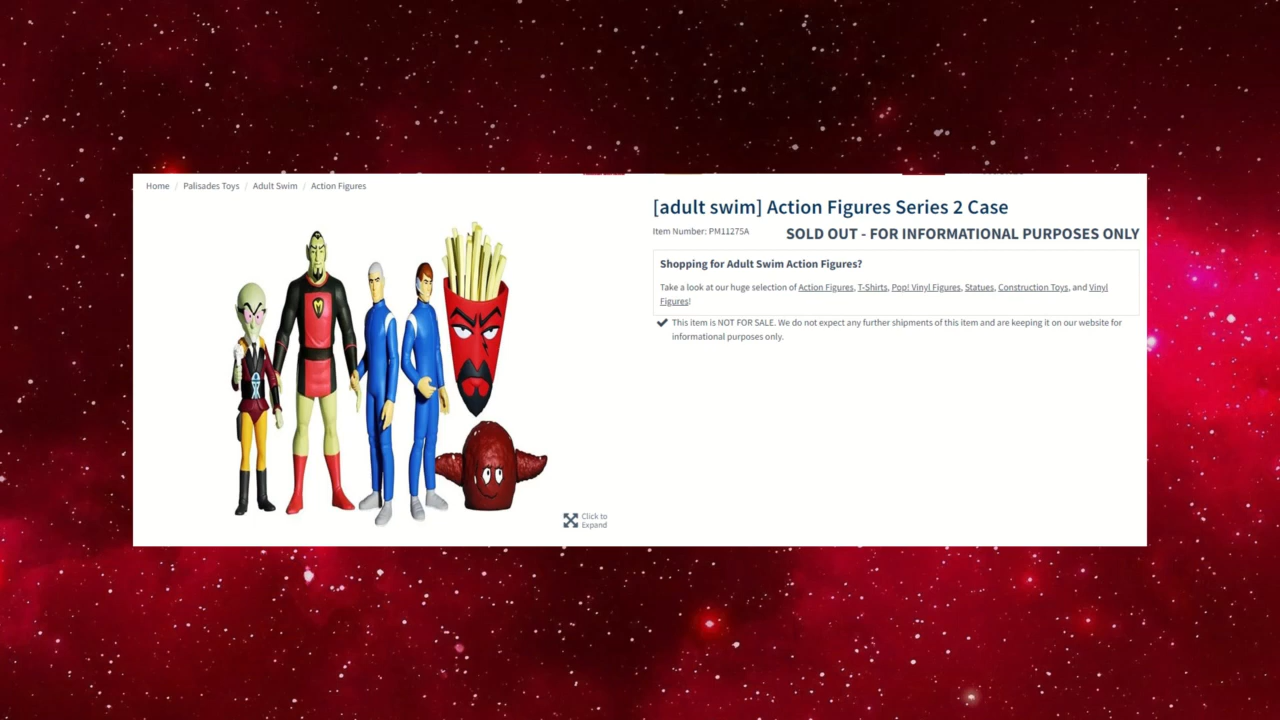 Home / Palisades Toys / Adult Swim / Action Figures
[adult swim] Action Figures Series 2 Case
Item Number: PM11275A
SOLD OUT - FOR INFORMATIONAL PURPOSES ONLY
Shopping for Adult Swim Action Figures?
Take a look at our huge selection of Action Figures, T-Shirts, Pop! Vinyl Figures, Statues, Construction Toys, and Vinyl
Figures!
This item is NOT FOR SALE. We do not expect any further shipments of this item and are keeping it on our website for
informational purposes only.
Click to
Expand